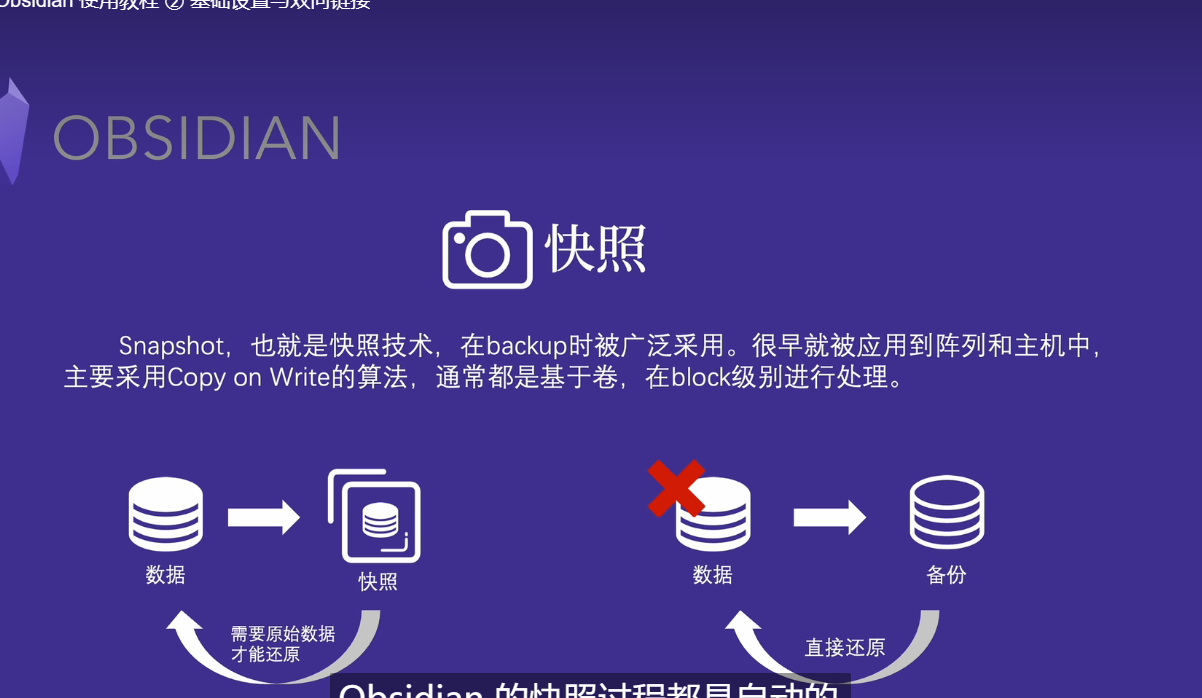 Obsidian 使用教程 ② 基础设置与双向链接
OBSIDIAN
快照
Snapshot，也就是快照技术，在backup时被广泛采用。很早就被应用到阵列和主机中，
主要采用Copy on Write的算法，通常都是基于卷，在block级别进行处理。
数据
快照
需要原始数据
才能还原
数据
备份
直接还原
Obsidian 的快照过程都是自动的